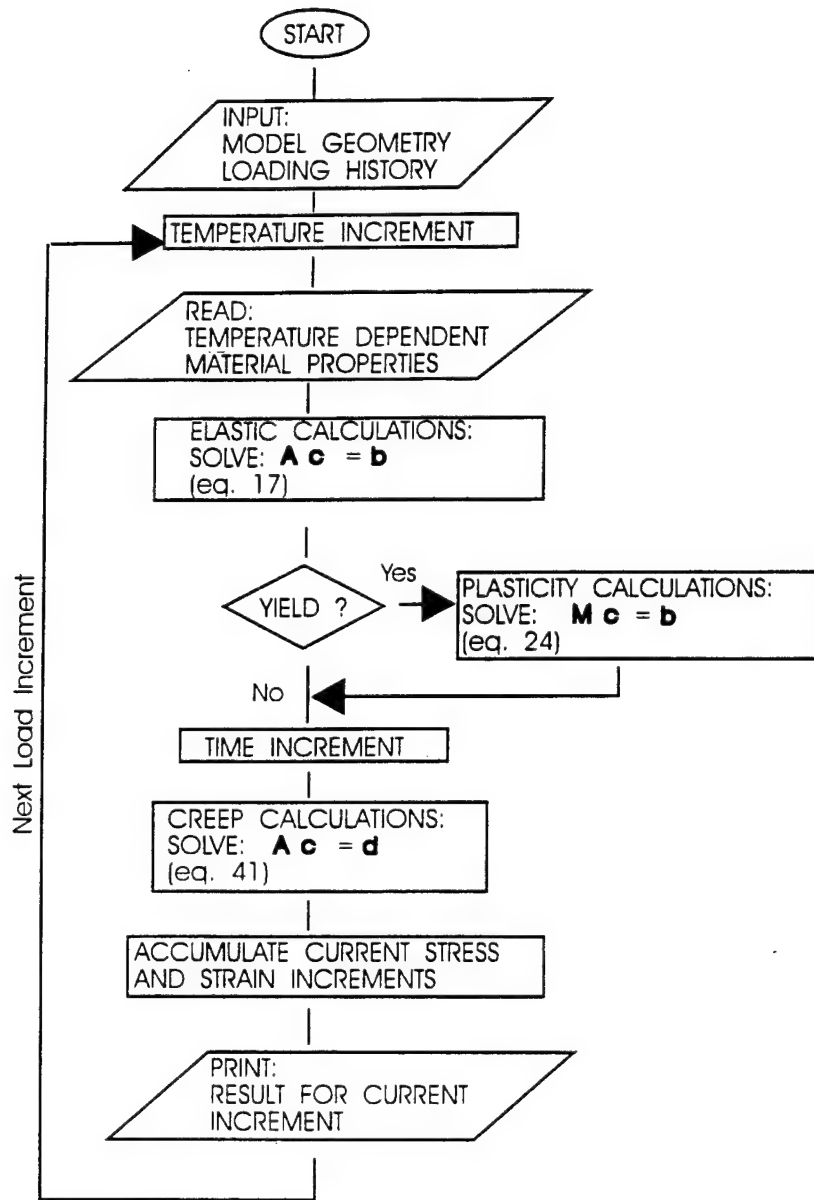 START
INPUT:
MODEL GEOMETRY
LOADING HISTORY
TEMPERATURE INCREMENT
READ:
TEMPERATURE DEPENDENT
MATERIAL PROPERTIES
ELASTIC CALCULATIONS:
SOLVE: A c = b
(eq. 17)
YIELD ?
Yes
PLASTICITY CALCULATIONS:
SOLVE: M c = b
(eq. 24)
No
TIME INCREMENT
CREEP CALCULATIONS:
SOLVE: A c = d
(eq. 41)
ACCUMULATE CURRENT STRESS
AND STRAIN INCREMENTS
PRINT:
RESULT FOR CURRENT
INCREMENT
Next Load Increment